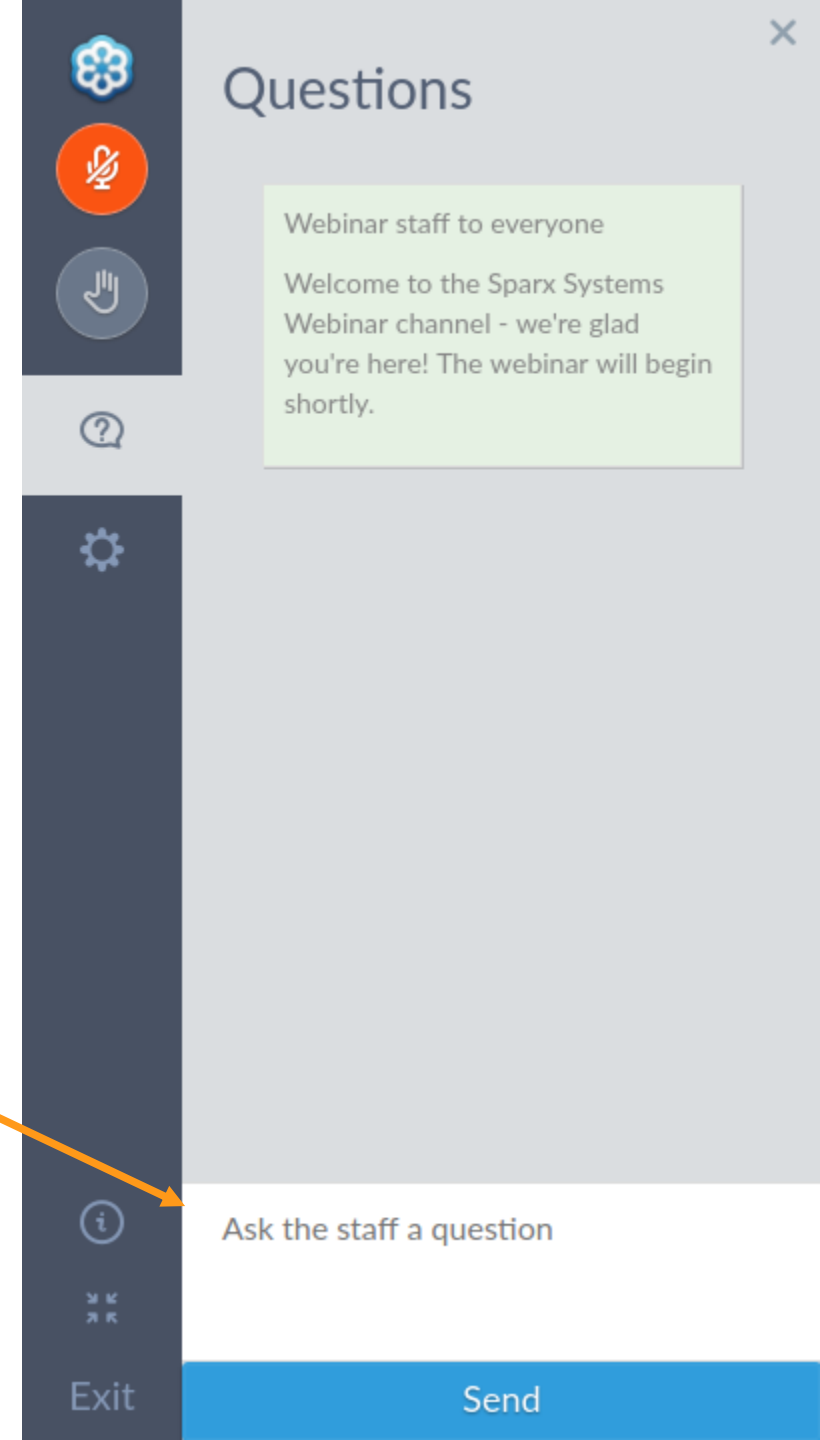 Questions
Webinar staff to everyone
Welcome to the Sparx Systems
Webinar channel - we're glad
you're here! The webinar will begin
shortly.
Ask the staff a question
Exit
Send